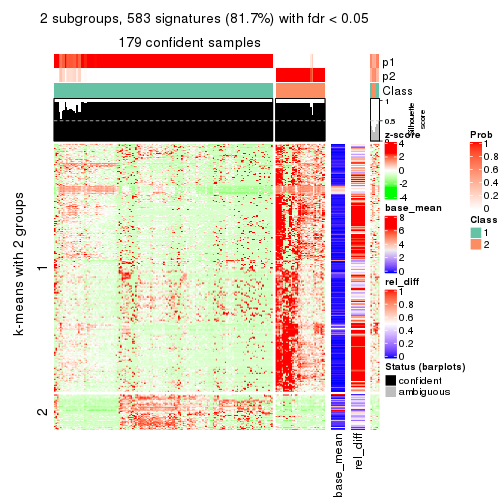 2 subgroups, 583 signatures (81.7%) with fdr < 0.05
179 confident samples
p1
p2
Class
1
0.5
0
Silhouette
score
z-score
4
2
0
-2
-4
Prob
1
0.8
0.6
0.4
0.2
0
base_mean
8
6
4
2
0
Class
1
2
rel_diff
1
0.8
0.6
0.4
0.2
0
Status (barplots)
confident
ambiguous
k-means with 2 groups
1
2
base_mean
rel_diff